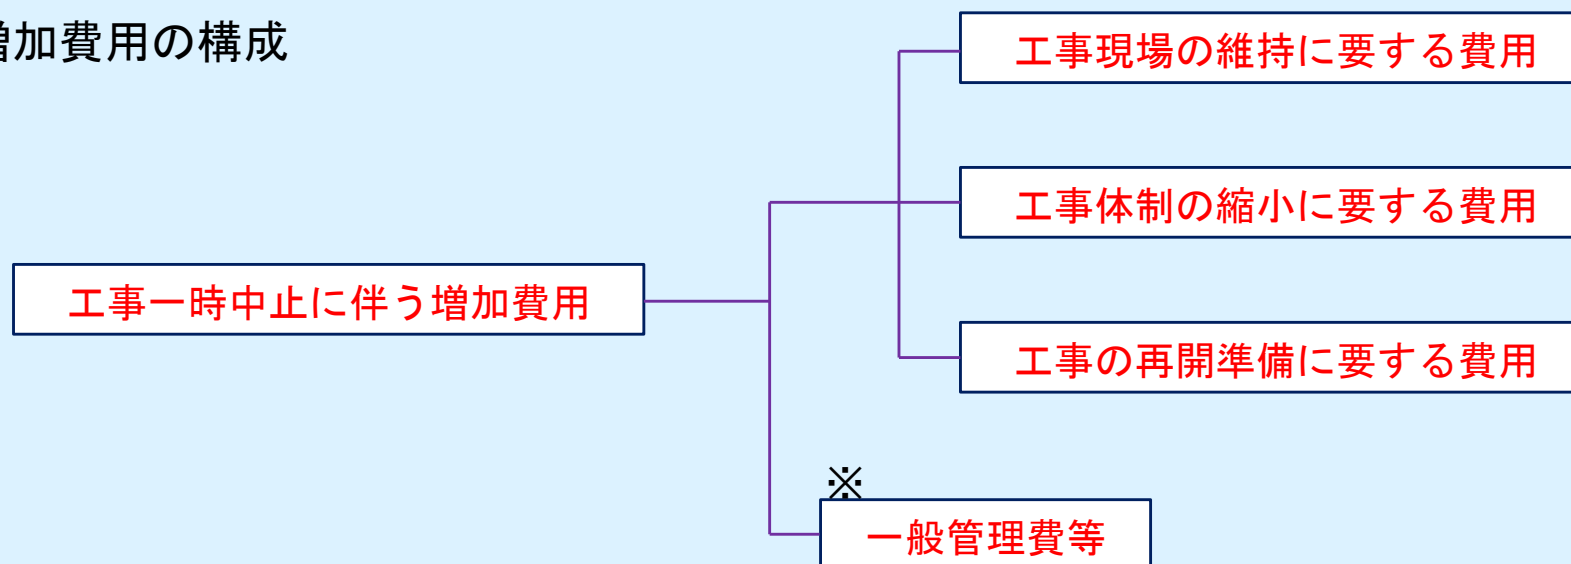 増加費用の構成
工事現場の維持に要する費用
工事体制の縮小に要する費用
工事一時中止に伴う増加費用
工事の再開準備に要する費用
※
一般管理費等